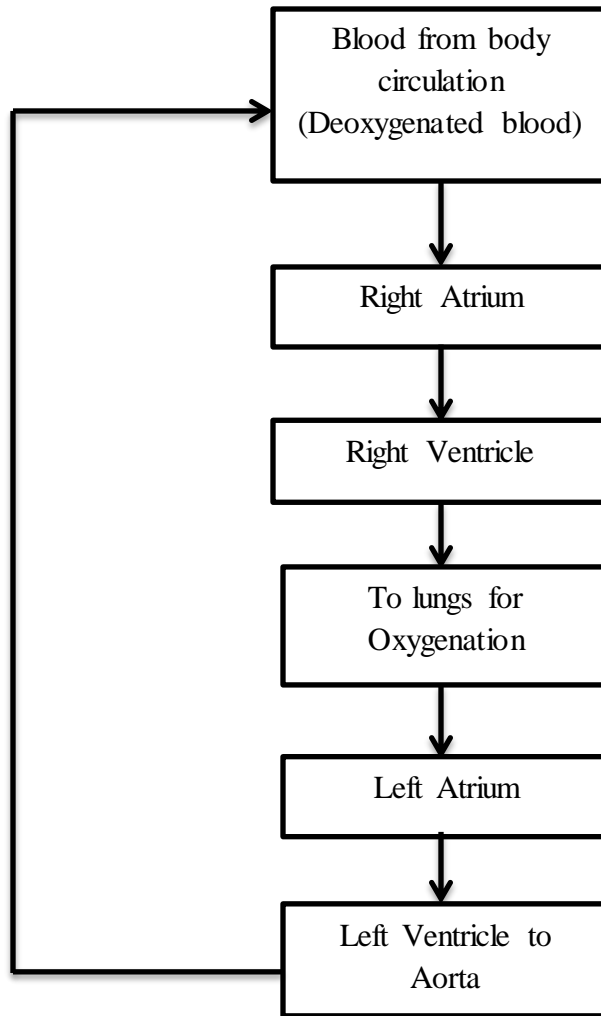 Blood from body
circulation
(Deoxygenated blood)
Right Atrium
Right Ventricle
To lungs for
Oxygenation
Left Atrium
Left Ventricle to
Aorta